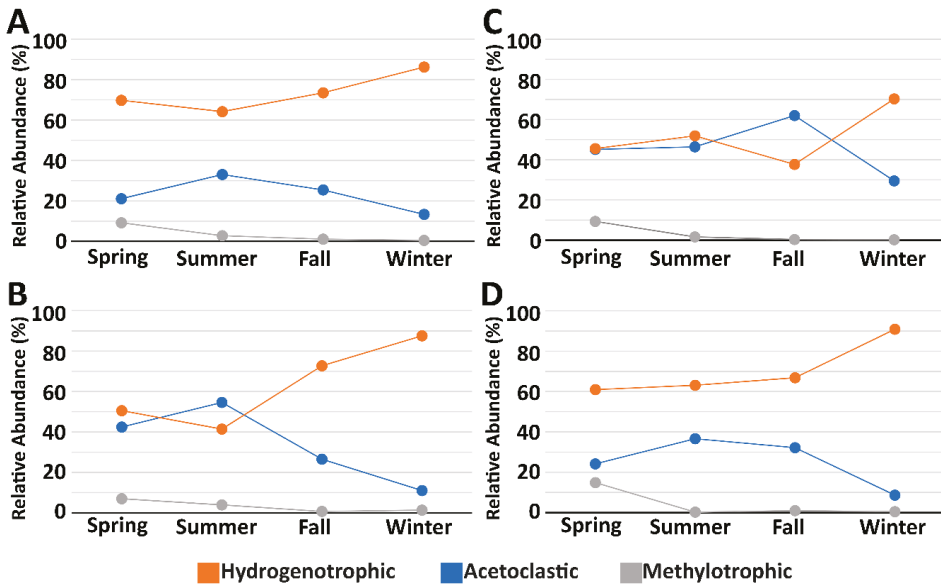 A
Relative Abundance (%)
100
80
60
40
20
0
Spring Summer Fall Winter
C
Relative Abundance (%)
100
80
60
40
20
0
Spring Summer Fall Winter
B
Relative Abundance (%)
100
80
60
40
20
0
Spring Summer Fall Winter
D
Relative Abundance (%)
100
80
60
40
20
0
Spring Summer Fall Winter
Hydrogenotrophic Acetoclastic Methylotrophic